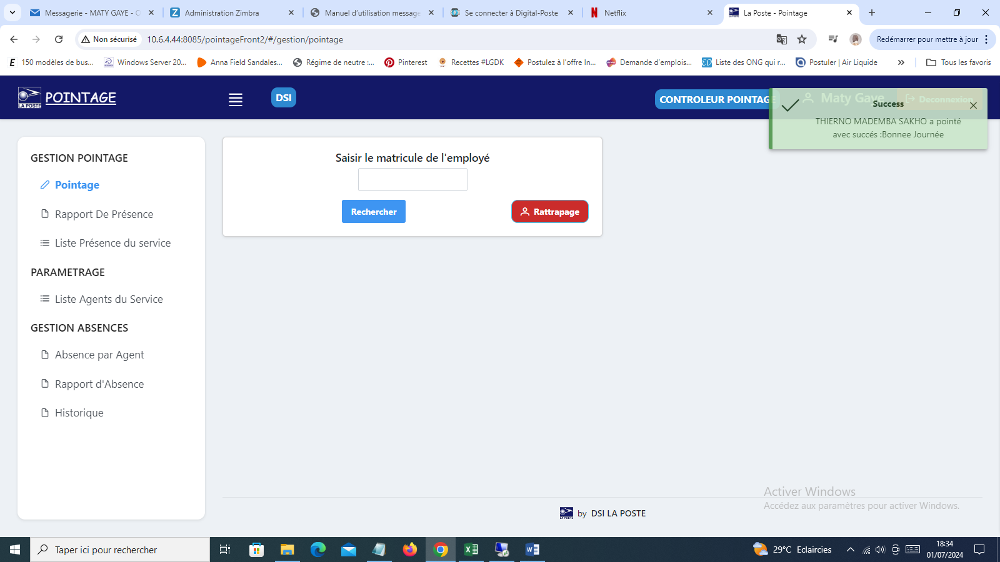 Messagerie - MATY GAYE - O
Administration Zimbra
Manuel d'utilisation message
Se connecter à Digital-Poste
Netflix
La Poste - Pointage
Non sécurisé
10.6.4.44:8085/pointageFront2/#/gestion/pointage
Redémarrer pour mettre à jour
150 modèles de bus...
Windows Server 20...
Anna Field Sandales...
Régime de neutre :...
Pinterest
Recettes #LGDK
Postulez à l'offre In...
Demande d'emplois...
Liste des ONG qui r...
Postuler | Air Liquide
Tous les favoris
LA POSTE
POINTAGE
DSI
CONTROLEUR POINTAGE
Maty Gaye
Deconnexion
Success
THIERNO MADEMBA SAKHO a pointé
avec succés :Bonnee Journée
GESTION POINTAGE
Pointage
Rapport De Présence
Liste Présence du service
PARAMETRAGE
Liste Agents du Service
GESTION ABSENCES
Absence par Agent
Rapport d'Absence
Historique
Saisir le matricule de l'employé
Rechercher
Rattrapage
Activer Windows
Accédez aux paramètres pour activer Windows.
LA POSTE
by DSI LA POSTE
Taper ici pour rechercher
29°C Eclaircies
18:34
01/07/2024